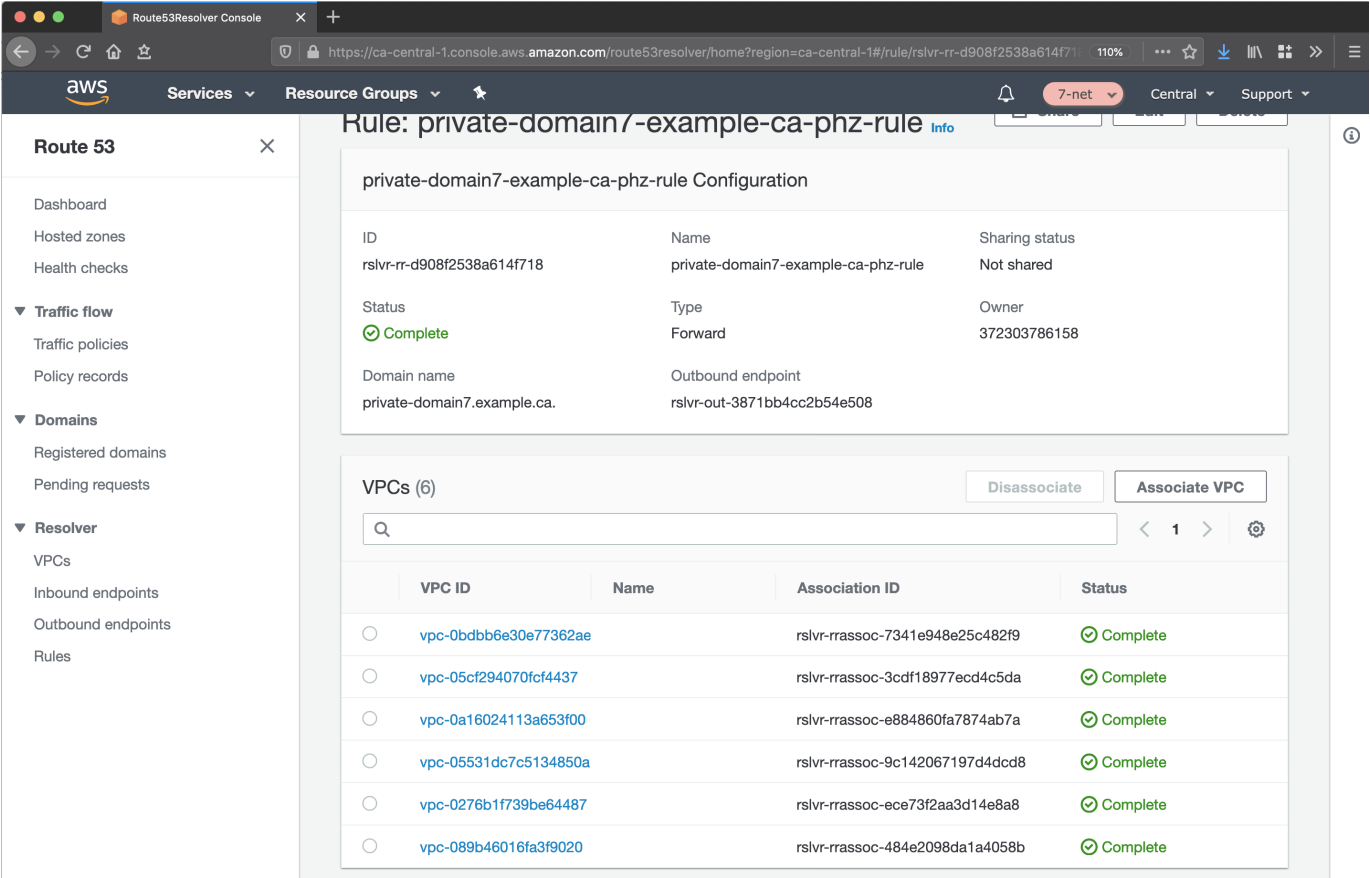 Route53Resolver Console
https://ca-central-1.console.aws.amazon.com/route53resolver/home?region=ca-central-1#/rule/rslvr-rr-d908f2538a614f718
110%
aws Services Resource Groups 7-net Central Support
Route 53
Dashboard
Hosted zones
Health checks
Traffic flow
Traffic policies
Policy records
Domains
Registered domains
Pending requests
Resolver
VPCs
Inbound endpoints
Outbound endpoints
Rules
Rule: private-domain7-example-ca-phz-rule Info
Share Edit Delete
private-domain7-example-ca-phz-rule Configuration
ID Name Sharing status
rslvr-rr-d908f2538a614f718 private-domain7-example-ca-phz-rule Not shared
Status Type Owner
Complete Forward 372303786158
Domain name Outbound endpoint
private-domain7.example.ca. rslvr-out-3871bb4cc2b54e508
VPCs (6) Disassociate Associate VPC
1
VPC ID Name Association ID Status
vpc-0bdbb6e30e77362ae rslvr-rrassoc-7341e948e25c482f9 Complete
vpc-05cf294070fcf4437 rslvr-rrassoc-3cdf18977ecd4c5da Complete
vpc-0a16024113a653f00 rslvr-rrassoc-e884860fa7874ab7a Complete
vpc-05531dc7c5134850a rslvr-rrassoc-9c142067197d4dcd8 Complete
vpc-0276b1f739be64487 rslvr-rrassoc-ece73f2aa3d14e8a8 Complete
vpc-089b46016fa3f9020 rslvr-rrassoc-484e2098da1a4058b Complete